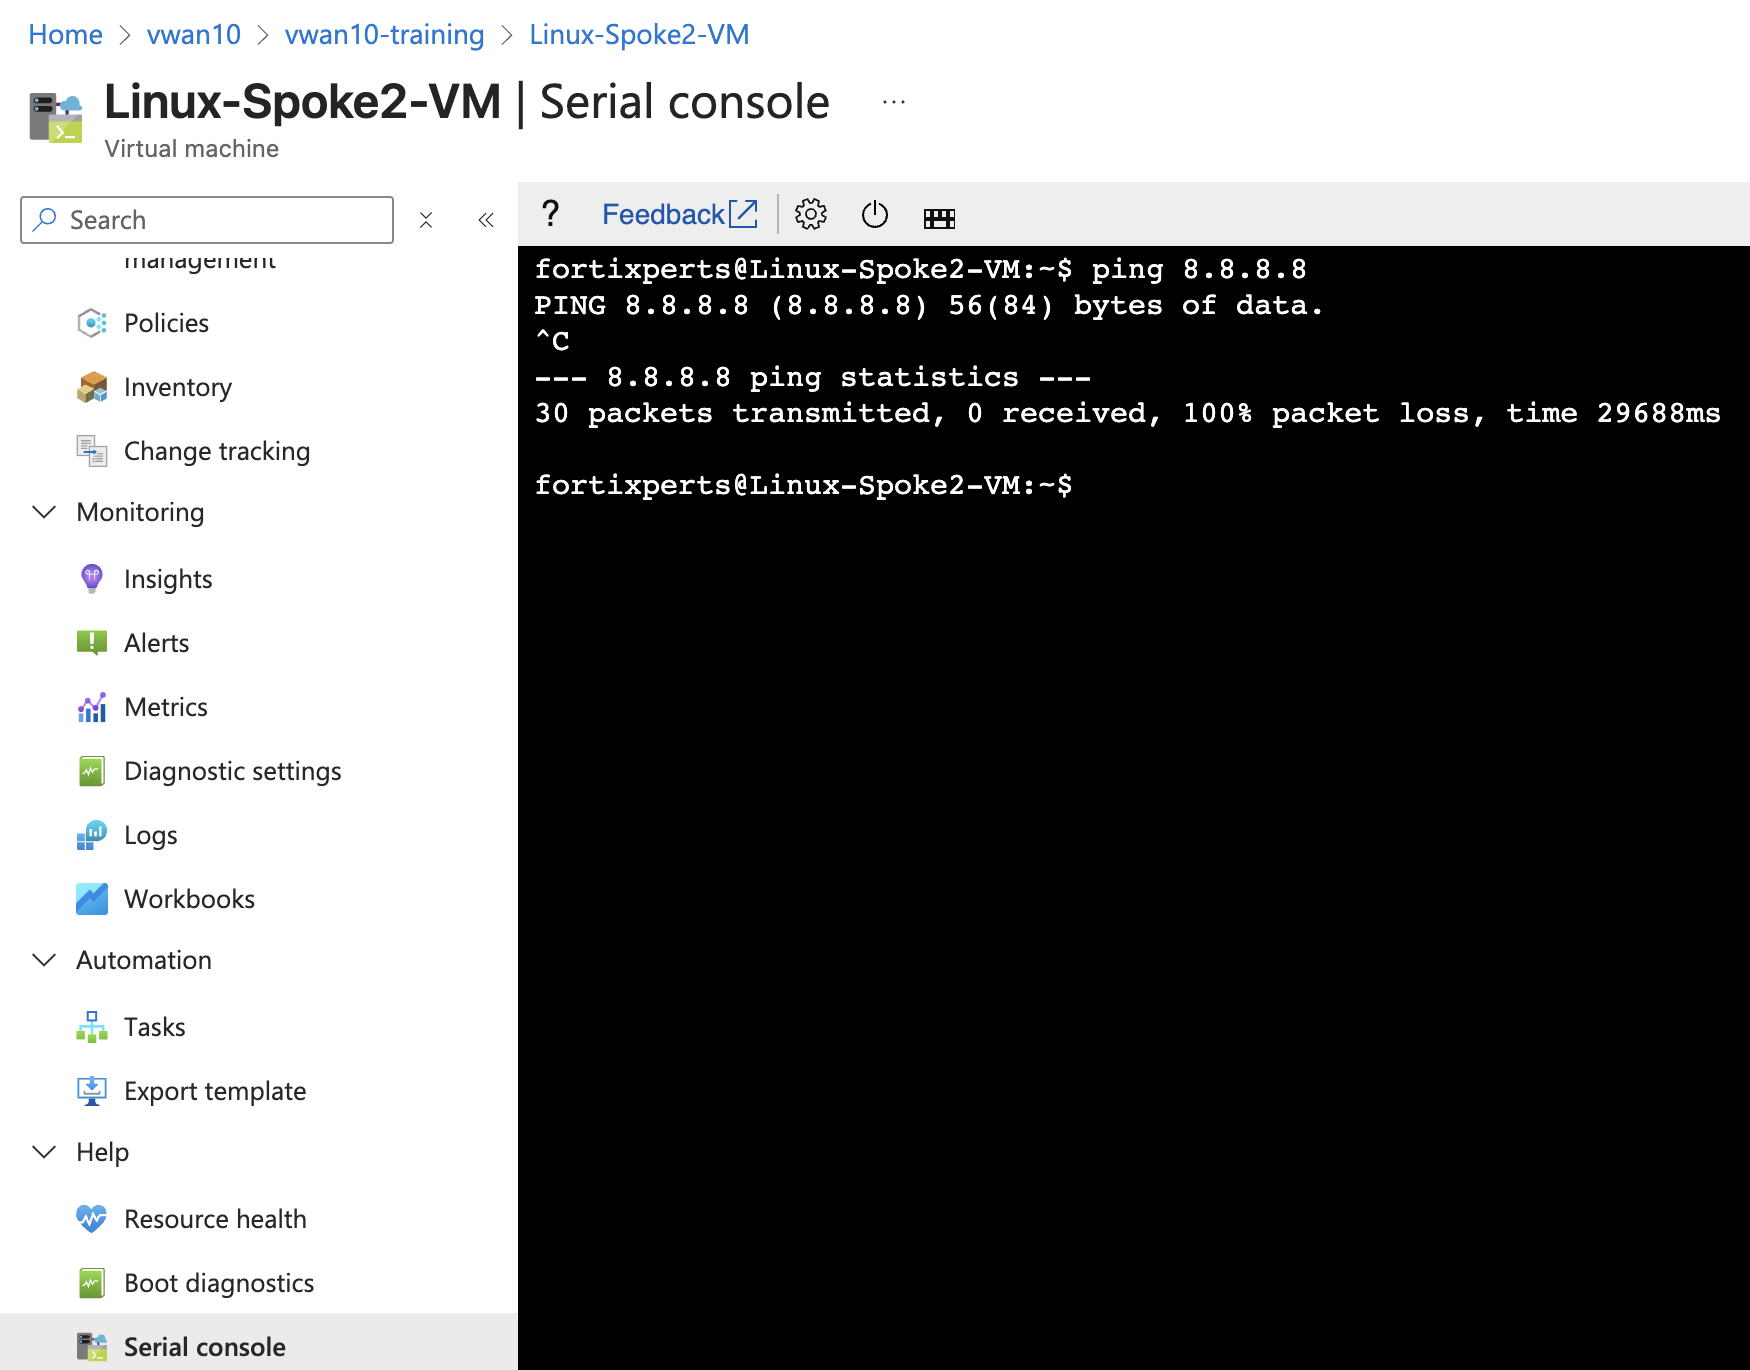 Home > vwan10 > vwan10-training > Linux-Spoke2-VM
Linux-Spoke2-VM | Serial console ...
Virtual machine
Search
management
Policies
Inventory
Change tracking
Monitoring
Insights
Alerts
Metrics
Diagnostic settings
Logs
Workbooks
Automation
Tasks
Export template
Help
Resource health
Boot diagnostics
Serial console
? Feedback
fortixperts@Linux-Spoke2-VM:~$ ping 8.8.8.8
PING 8.8.8.8 (8.8.8.8) 56(84) bytes of data.
^C
--- 8.8.8.8 ping statistics ---
30 packets transmitted, 0 received, 100% packet loss, time 29688ms
fortixperts@Linux-Spoke2-VM:~$